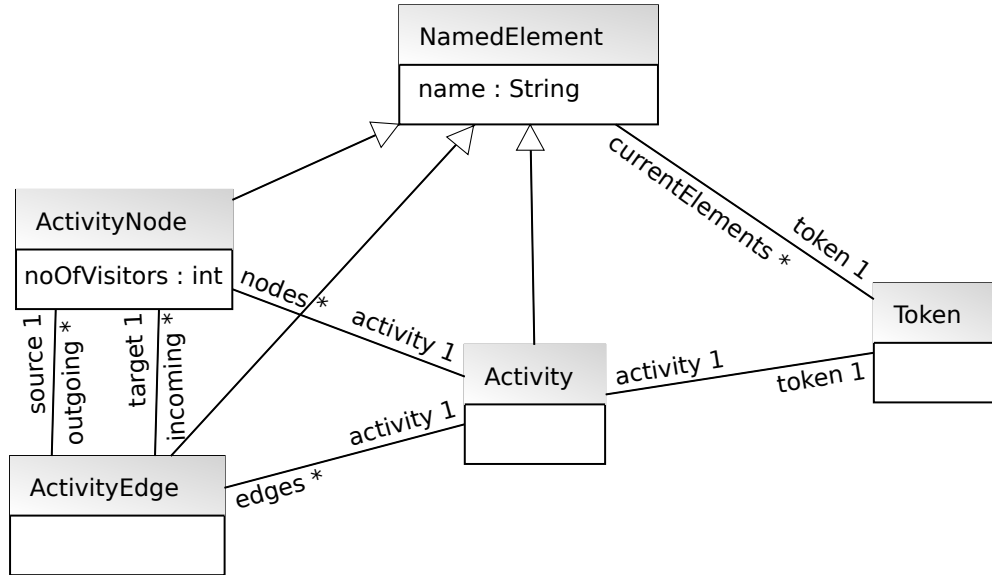 NamedElement
name : String
currentElements *
token 1
ActivityNode
noOfVisitors : int
nodes *
activity 1
source 1
outgoing *
target 1
incoming *
Token
Activity
activity 1
token 1
activity 1
edges *
ActivityEdge